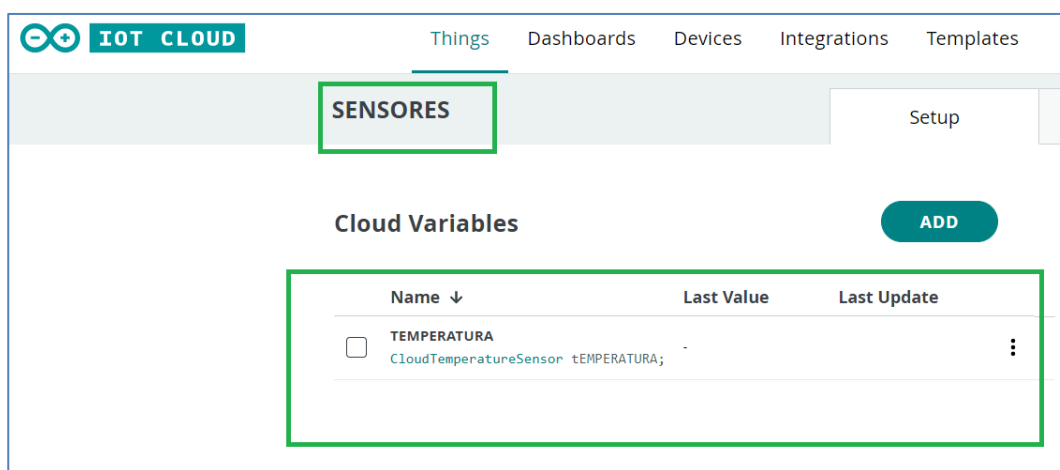 IOT CLOUD Things Dashboards Devices Integrations Templates
SENSORES
Setup
Cloud Variables ADD
Name ↓ Last Value Last Update
TEMPERATURA
CloudTemperatureSensor tEMPERATURA; -